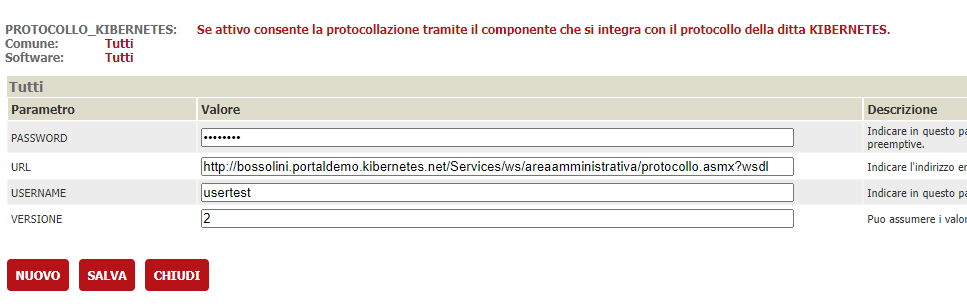 PROTOCOLLO_KIBERNETES: Se attivo consente la protocollazione tramite il componente che si integra con il protocollo della ditta KIBERNETES.
Comune: Tutti
Software: Tutti
Tutti
Parametro Valore Descrizione
PASSWORD •••••••• Indicare in questo pa
preemptive.
URL http://bossolini.portaldemo.kibernetes.net/Services/ws/areaamministrativa/protocollo.asmx?wsdl Indicare l'indirizzo en
USERNAME usertest Indicare in questo pa
VERSIONE 2 Puo assumere i valor
NUOVO SALVA CHIUDI